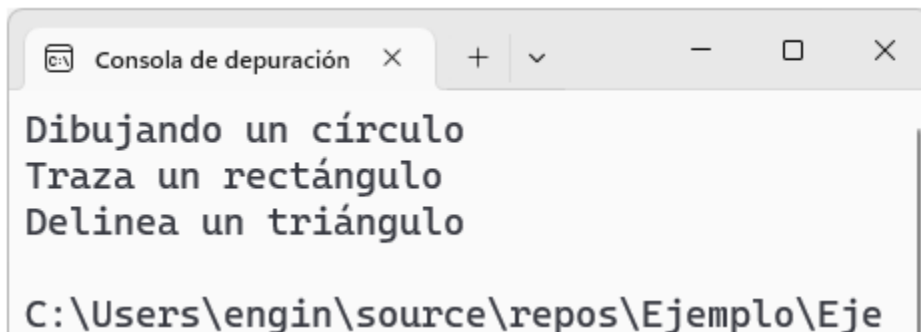 Consola de depuración
Dibujando un círculo
Traza un rectángulo
Delinea un triángulo
C:\Users\engin\source\repos\Ejemplo\Eje